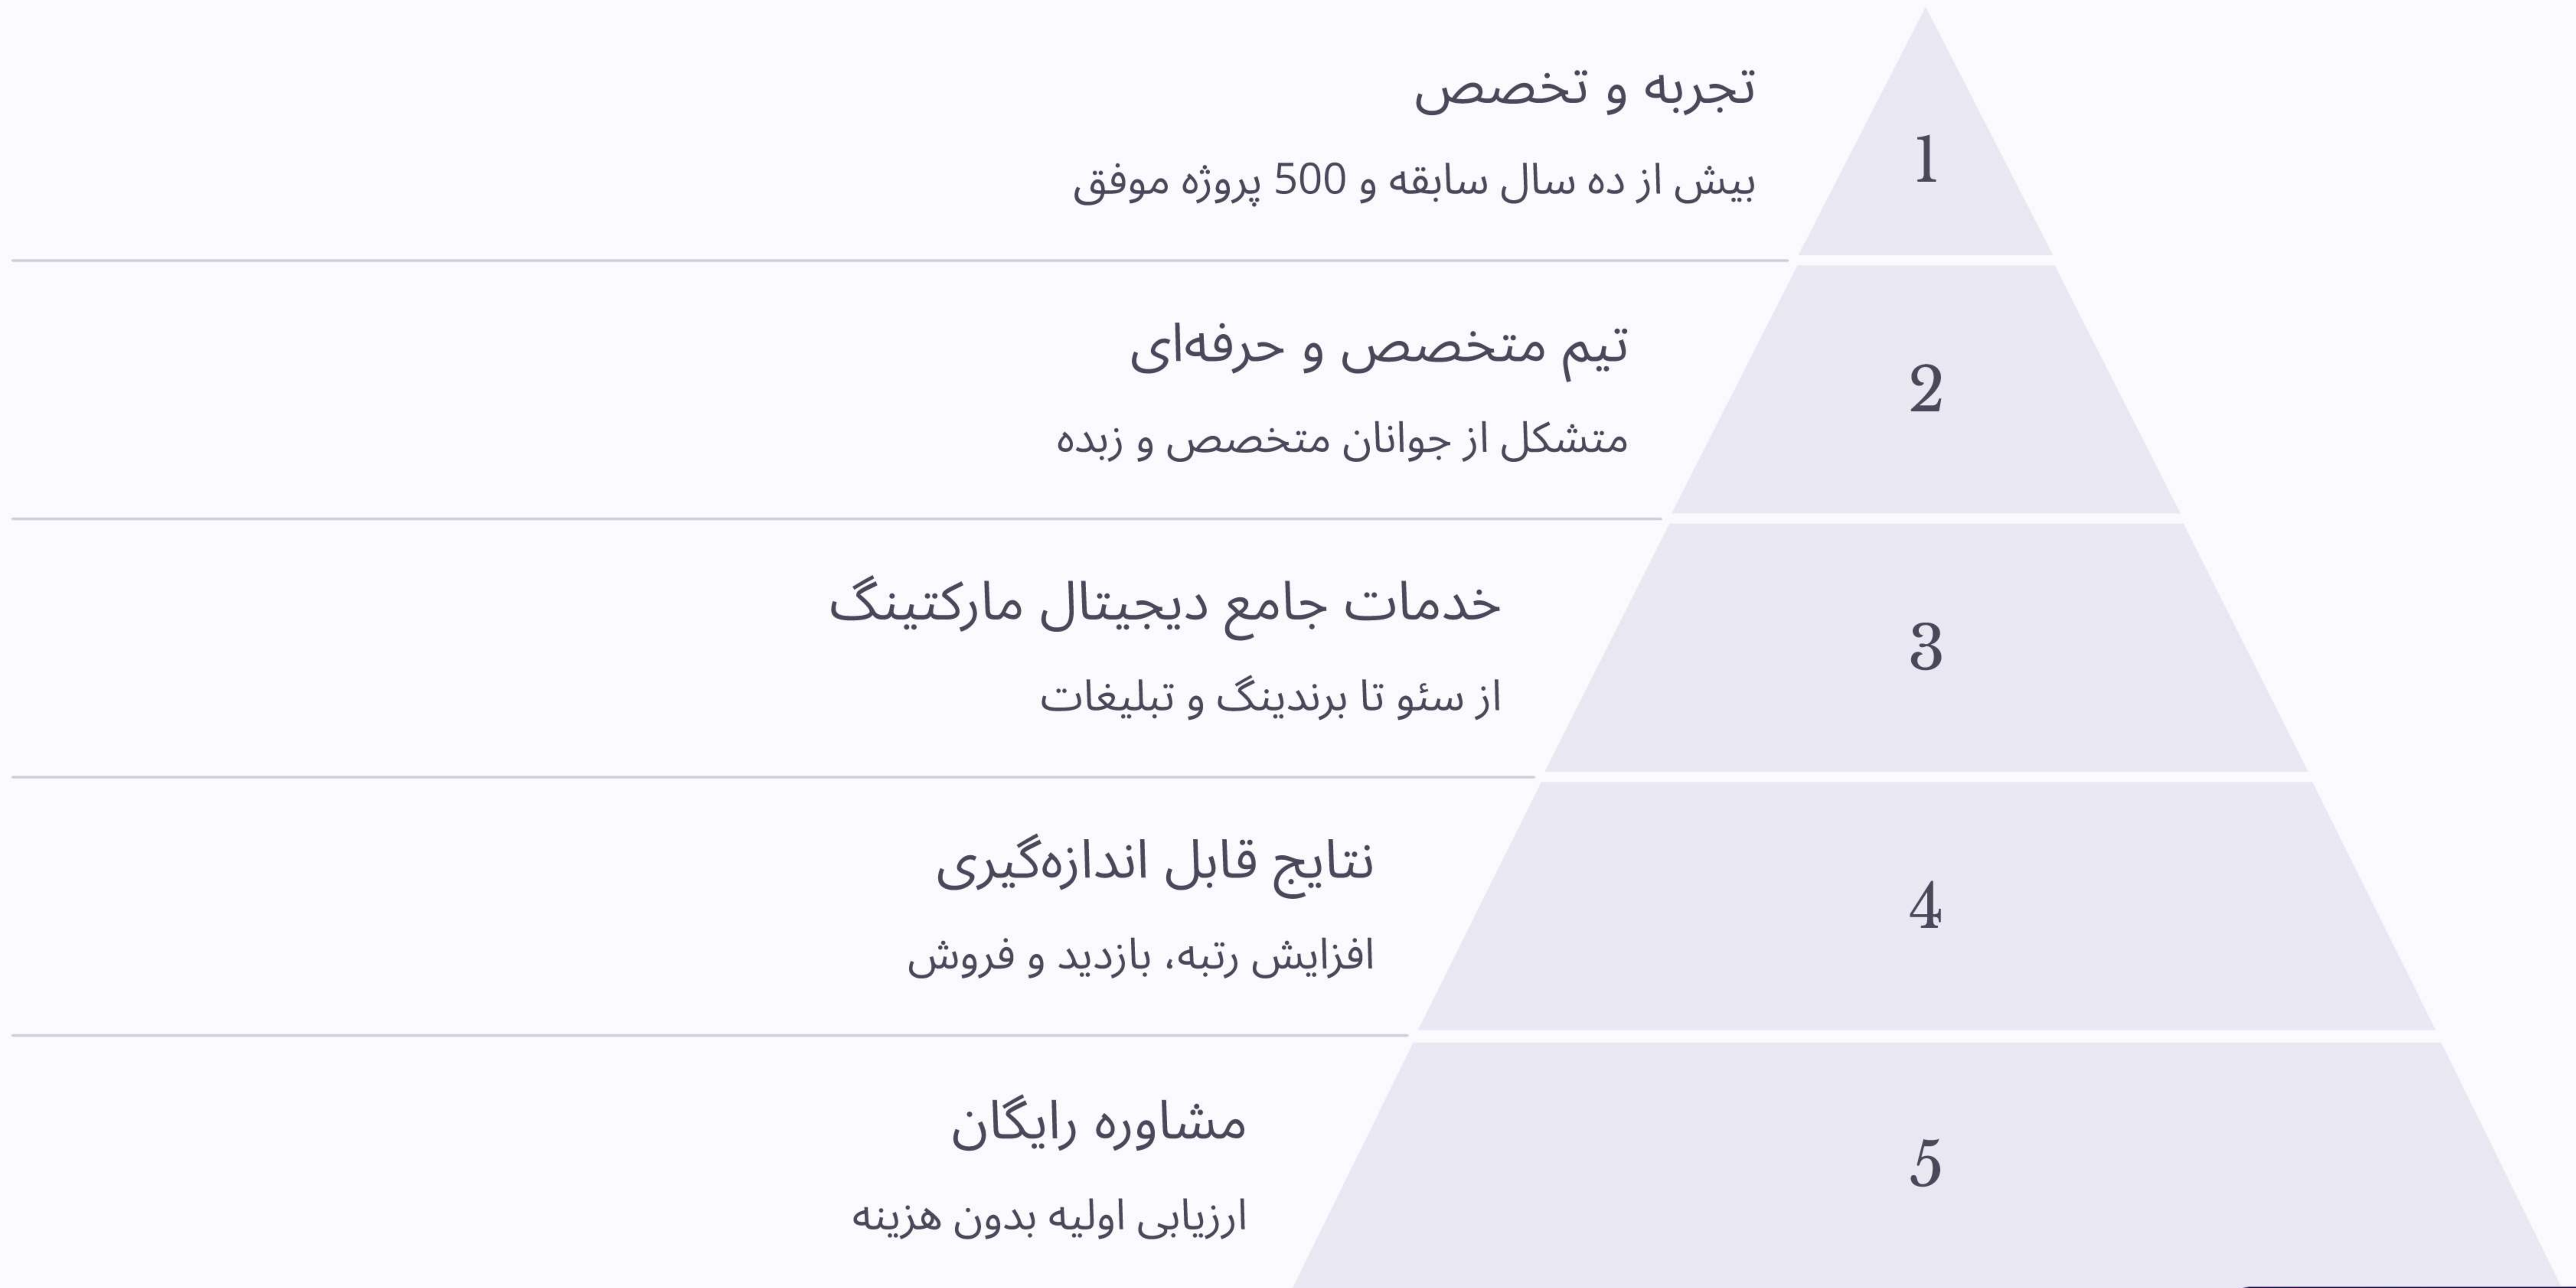 تجربه و تخصص
بیش از ده سال سابقه و 500 پروژه موفق
1
تیم متخصص و حرفه‌ای
متشکل از جوانان متخصص و زبده
2
خدمات جامع دیجیتال مارکتینگ
از سئو تا برندینگ و تبلیغات
3
نتایج قابل اندازه‌گیری
افزایش رتبه، بازدید و فروش
4
مشاوره رایگان
ارزیابی اولیه بدون هزینه
5